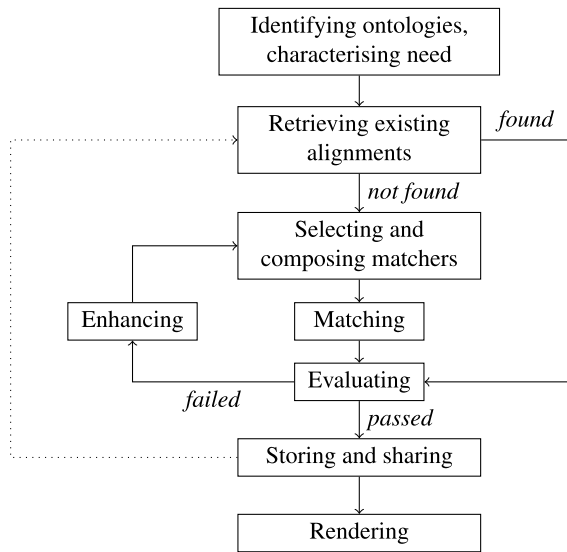 Identifying ontologies,
characterising need
Retrieving existing
alignments
found
not found
Selecting and
composing matchers
Enhancing
Matching
Evaluating
failed
passed
Storing and sharing
Rendering